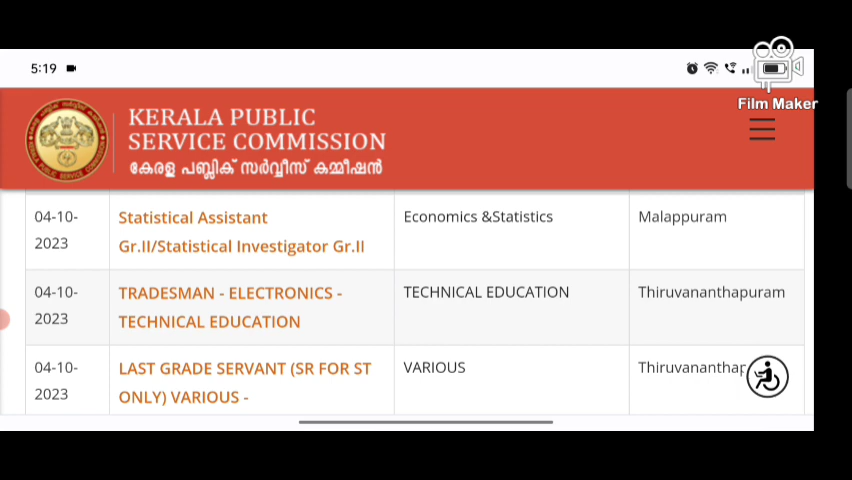 5:19
Film Maker
KERALA PUBLIC
SERVICE COMMISSION
കേരള പബ്ലിക് സർവ്വീസ് കമ്മീഷൻ
04-10-2023 Statistical Assistant Gr.II/Statistical Investigator Gr.II Economics &Statistics Malappuram
04-10-2023 TRADESMAN - ELECTRONICS - TECHNICAL EDUCATION TECHNICAL EDUCATION Thiruvananthapuram
04-10-2023 LAST GRADE SERVANT (SR FOR ST ONLY) VARIOUS - VARIOUS